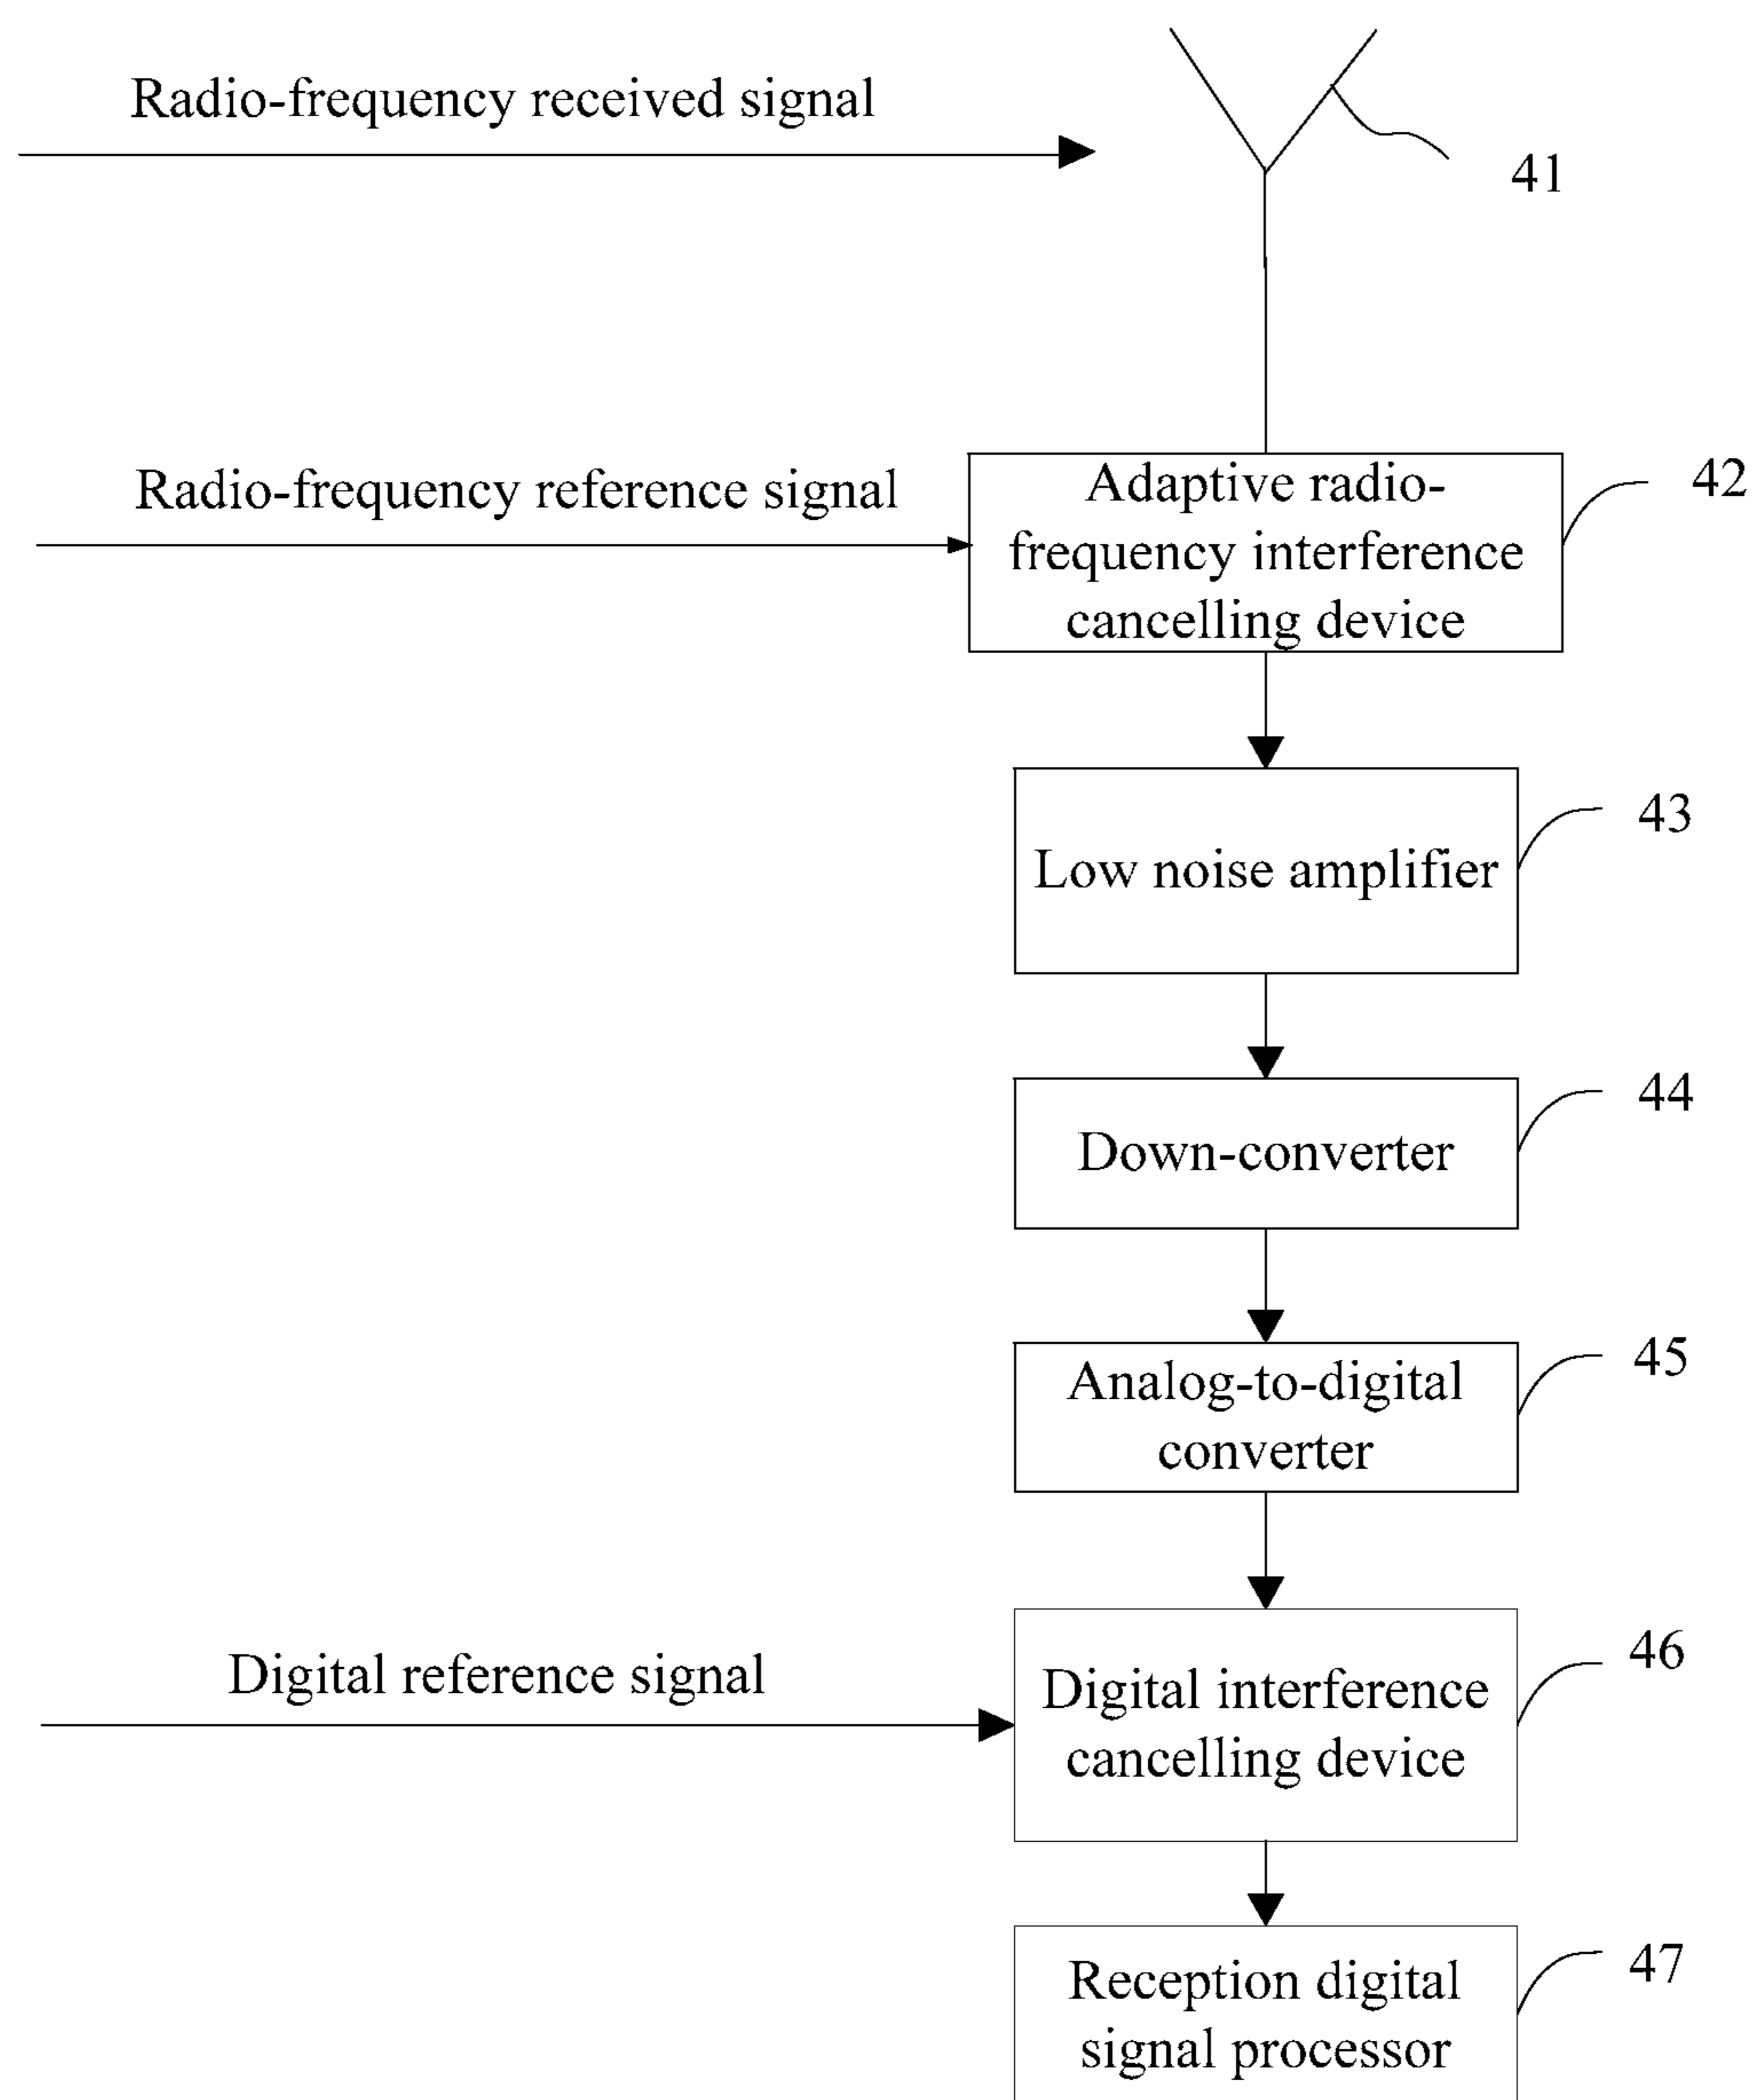 Radio-frequency received signal
41
Radio-frequency reference signal
Adaptive radio-
frequency interference
cancelling device
42
Low noise amplifier
43
Down-converter
44
Analog-to-digital
converter
45
Digital reference signal
Digital interference
cancelling device
46
Reception digital
signal processor
47